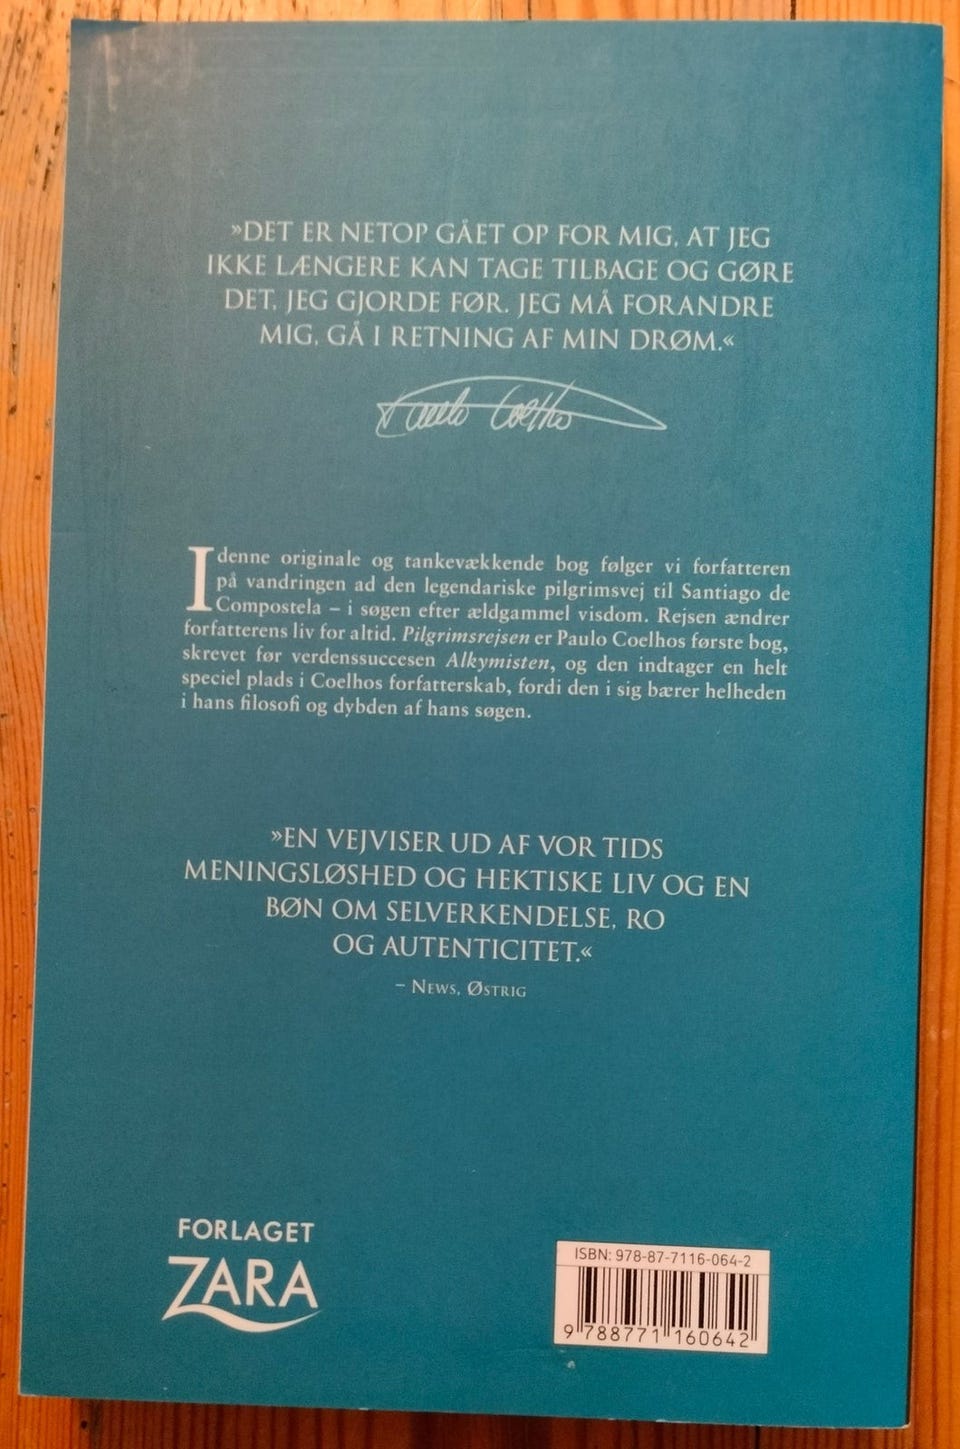 »DET ER NETOP GÅET OP FOR MIG, AT JEG
IKKE LÆNGERE KAN TAGE TILBAGE OG GØRE
DET, JEG GJORDE FØR. JEG MÅ FORANDRE
MIG, GÅ I RETNING AF MIN DRØM.«
Paulo Coelho
I denne originale og tankevækkende bog følger vi forfatteren
på vandringen ad den legendariske pilgrimsvej til Santiago de
Compostela – i søgen efter ældgammel visdom. Rejsen ændrer
forfatterens liv for altid. Pilgrimsrejsen er Paulo Coelhos første bog,
skrevet før verdenssuccesen Alkymisten, og den indtager en helt
speciel plads i Coelhos forfatterskab, fordi den i sig bærer helheden
i hans filosofi og dybden af hans søgen.
»EN VEJVISER UD AF VOR TIDS
MENINGSLØSHED OG HEKTISKE LIV OG EN
BØN OM SELVERKENDELSE, RO
OG AUTENTICITET.«
– NEWS, ØSTRIG
FORLAGET
ZARA
ISBN: 978-87-7116-064-2
9 788771 160642